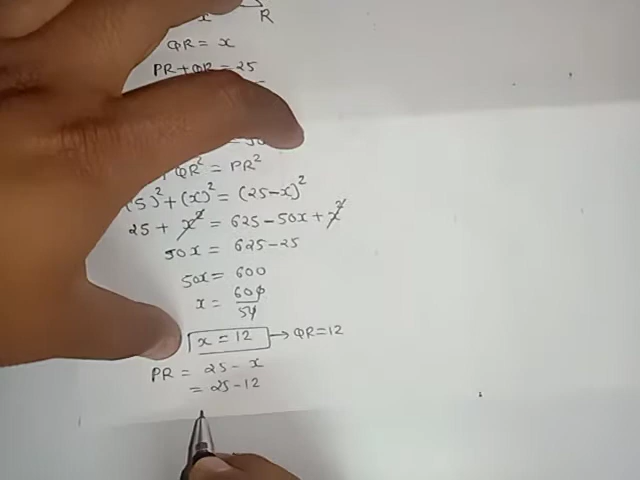 R
QR = x
PR + QR = 25
QR² = PR²
5)² + (x)² = (25-x)²
25 + x² = 625 - 50x + x²
50x = 625 - 25
50x = 600
x = 600/50
x = 12 → QR = 12
PR = 25 - x
= 25 - 12